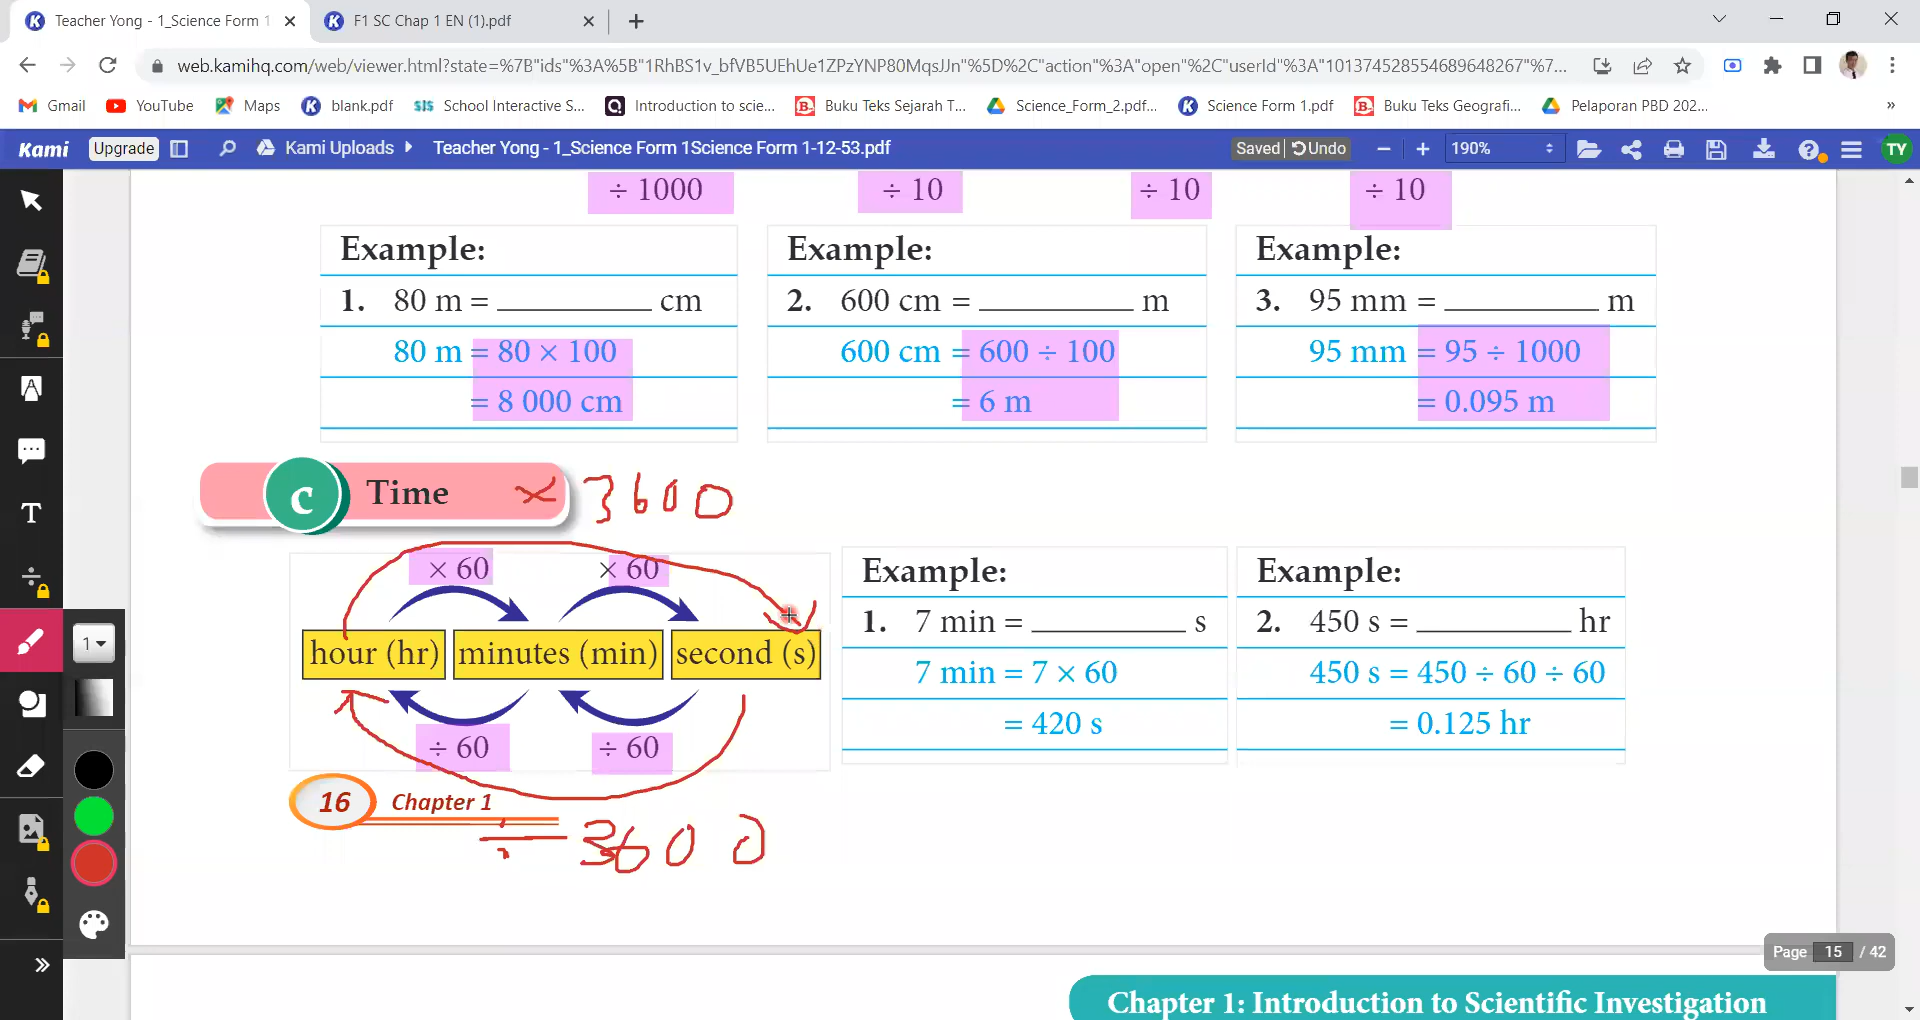 Teacher Yong - 1_Science Form 1
F1 SC Chap 1 EN (1).pdf
web.kamihq.com/web/viewer.html?state=%7B"ids"%3A%5B"1RhBS1v_bfVB5UEhUe1ZPzYNP80MqsJJn"%5D%2C"action"%3A"open"%2C"userId"%3A"101374528554689648267"%7...
Gmail YouTube Maps blank.pdf School Interactive S... Introduction to scie... Buku Teks Sejarah T... Science_Form_2.pdf... Science Form 1.pdf Buku Teks Geografi... Pelaporan PBD 202... »
Kami Upgrade Kami Uploads Teacher Yong - 1_Science Form 1Science Form 1-12-53.pdf Saved Undo 190% TY
÷ 1000 ÷ 10 ÷ 10 ÷ 10
Example:
1. 80 m = __________ cm
80 m = 80 × 100
= 8 000 cm
Example:
2. 600 cm = __________ m
600 cm = 600 ÷ 100
= 6 m
Example:
3. 95 mm = __________ m
95 mm = 95 ÷ 1000
= 0.095 m
c Time × 3600
× 60 × 60
hour (hr) minutes (min) second (s)
÷ 60 ÷ 60
Example:
1. 7 min = __________ s
7 min = 7 × 60
= 420 s
Example:
2. 450 s = __________ hr
450 s = 450 ÷ 60 ÷ 60
= 0.125 hr
16 Chapter 1
÷ 3600
1
Page 15 / 42
Chapter 1: Introduction to Scientific Investigation